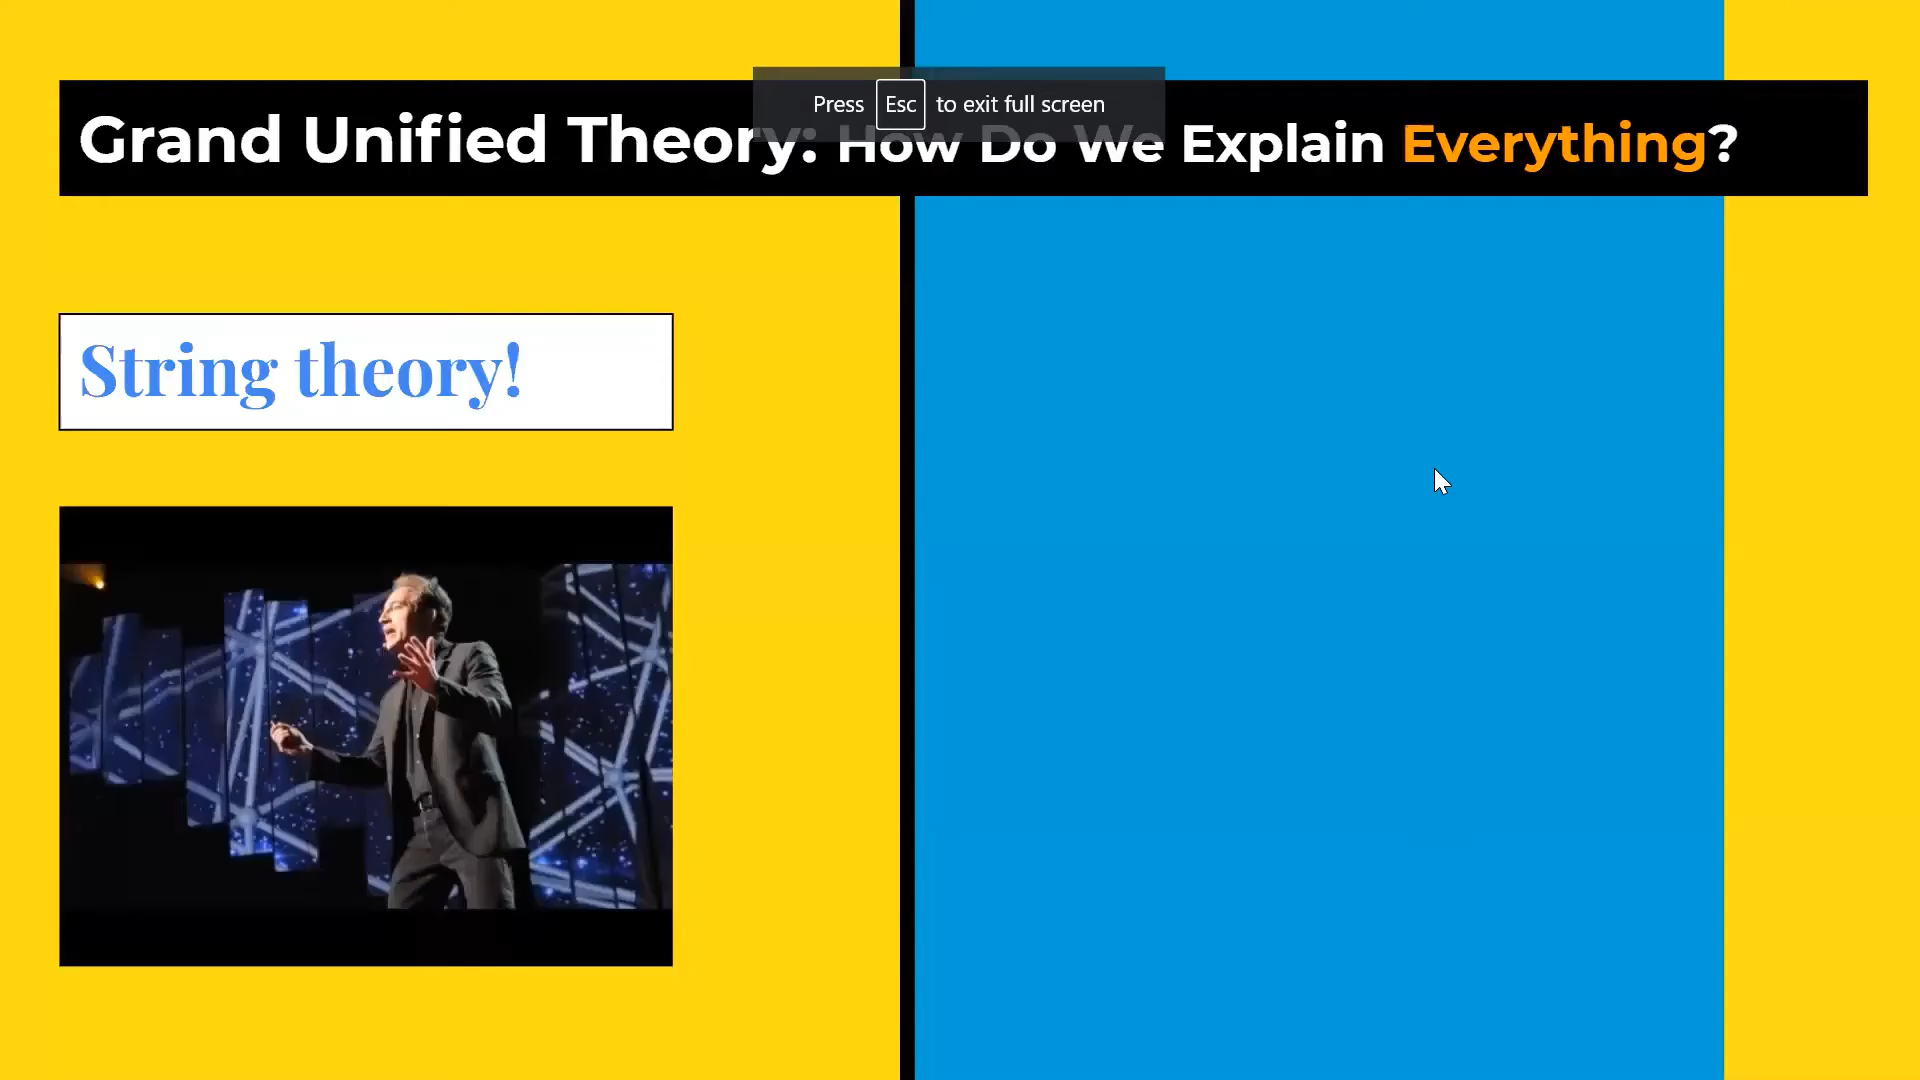 Press Esc to exit full screen
Grand Unified Theory: How Do We Explain Everything?
String theory!